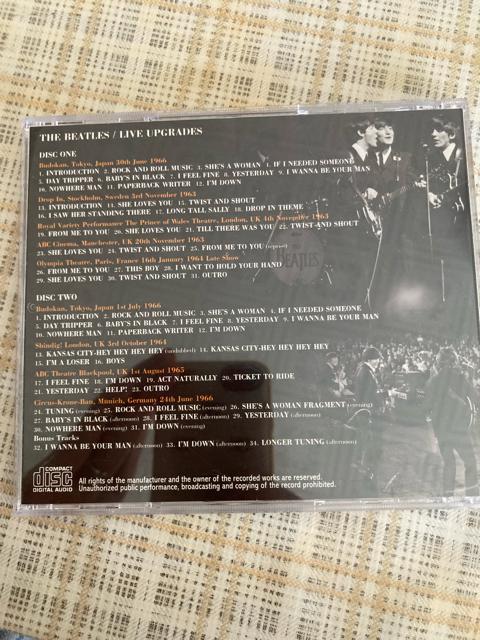 THE BEATLES / LIVE UPGRADES
DISC ONE
Budokan, Tokyo, Japan 30th June 1966
1. INTRODUCTION 2. ROCK AND ROLL MUSIC 3. SHE'S A WOMAN 4. IF I NEEDED SOMEONE
5. DAY TRIPPER 6. BABY'S IN BLACK 7. I FEEL FINE 8. YESTERDAY 9. I WANNA BE YOUR MAN
10. NOWHERE MAN 11. PAPERBACK WRITER 12. I'M DOWN
Drop In, Stockholm, Sweden 3rd November 1963
13. INTRODUCTION 14. SHE LOVES YOU 15. TWIST AND SHOUT
16. I SAW HER STANDING THERE 17. LONG TALL SALLY 18. DROP IN THEME
Royal Variety Performance The Prince of Wales Theatre, London, UK 4th November 1963
19. FROM ME TO YOU 20. SHE LOVES YOU 21. TILL THERE WAS YOU 22. TWIST AND SHOUT
ABC Cinema, Manchester, UK 20th November 1963
23. SHE LOVES YOU 24. TWIST AND SHOUT 25. FROM ME TO YOU (reprise)
Olympia Theatre, Paris, France 16th January 1964 Late Show
26. FROM ME TO YOU 27. THIS BOY 28. I WANT TO HOLD YOUR HAND
29. SHE LOVES YOU 30. TWIST AND SHOUT 31. OUTRO
THE BEATLES
DISC TWO
Budokan, Tokyo, Japan 1st July 1966
1. INTRODUCTION 2. ROCK AND ROLL MUSIC 3. SHE'S A WOMAN 4. IF I NEEDED SOMEONE
5. DAY TRIPPER 6. BABY'S IN BLACK 7. I FEEL FINE 8. YESTERDAY 9. I WANNA BE YOUR MAN
10. NOWHERE MAN 11. PAPERBACK WRITER 12. I'M DOWN
Shindig! London, UK 3rd October 1964
13. KANSAS CITY-HEY HEY HEY HEY (undubbed) 14. KANSAS CITY-HEY HEY HEY HEY
15. I'M A LOSER 16. BOYS
ABC Theatre Blackpool, UK 1st August 1965
17. I FEEL FINE 18. I'M DOWN 19. ACT NATURALLY 20. TICKET TO RIDE
21. YESTERDAY 22. HELP! 23. OUTRO
Circus-Krone-Bau, Munich, Germany 24th June 1966
24. TUNING (evening) 25. ROCK AND ROLL MUSIC (evening) 26. SHE'S A WOMAN FRAGMENT (evening)
27. BABY'S IN BLACK (afternoon) 28. I FEEL FINE (afternoon) 29. YESTERDAY (afternoon)
30. NOWHERE MAN (evening) 31. I'M DOWN (evening)
Bonus Tracks
32. I WANNA BE YOUR MAN (afternoon) 33. I'M DOWN (afternoon) 34. LONGER TUNING (afternoon)
COMPACT
disc
DIGITAL AUDIO
All rights of the manufacturer and the owner of the recorded works are reserved.
Unauthorized public performance, broadcasting and copying of the record prohibited.